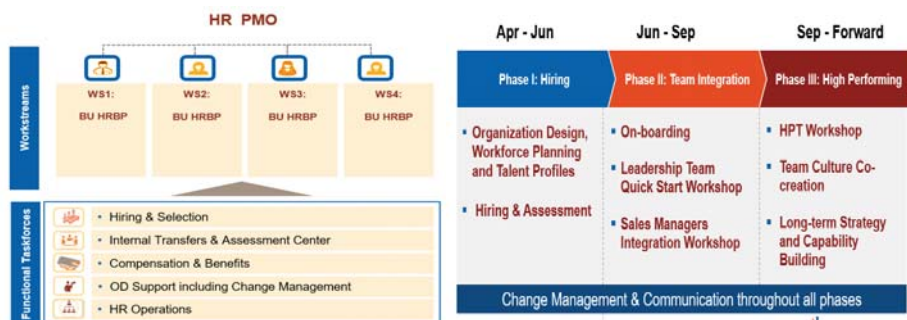 HR PMO
Workstreams
WS1:
BU HRBP
WS2:
BU HRBP
WS3:
BU HRBP
WS4:
BU HRBP
Functional Taskforces
• Hiring & Selection
• Internal Transfers & Assessment Center
• Compensation & Benefits
• OD Support including Change Management
• HR Operations
Apr - Jun
Jun - Sep
Sep - Forward
Phase I: Hiring
Phase II: Team Integration
Phase III: High Performing
Organization Design,
Workforce Planning
and Talent Profiles
Hiring & Assessment
On-boarding
Leadership Team
Quick Start Workshop
Sales Managers
Integration Workshop
HPT Workshop
Team Culture Co-
creation
Long-term Strategy
and Capability
Building
Change Management & Communication throughout all phases